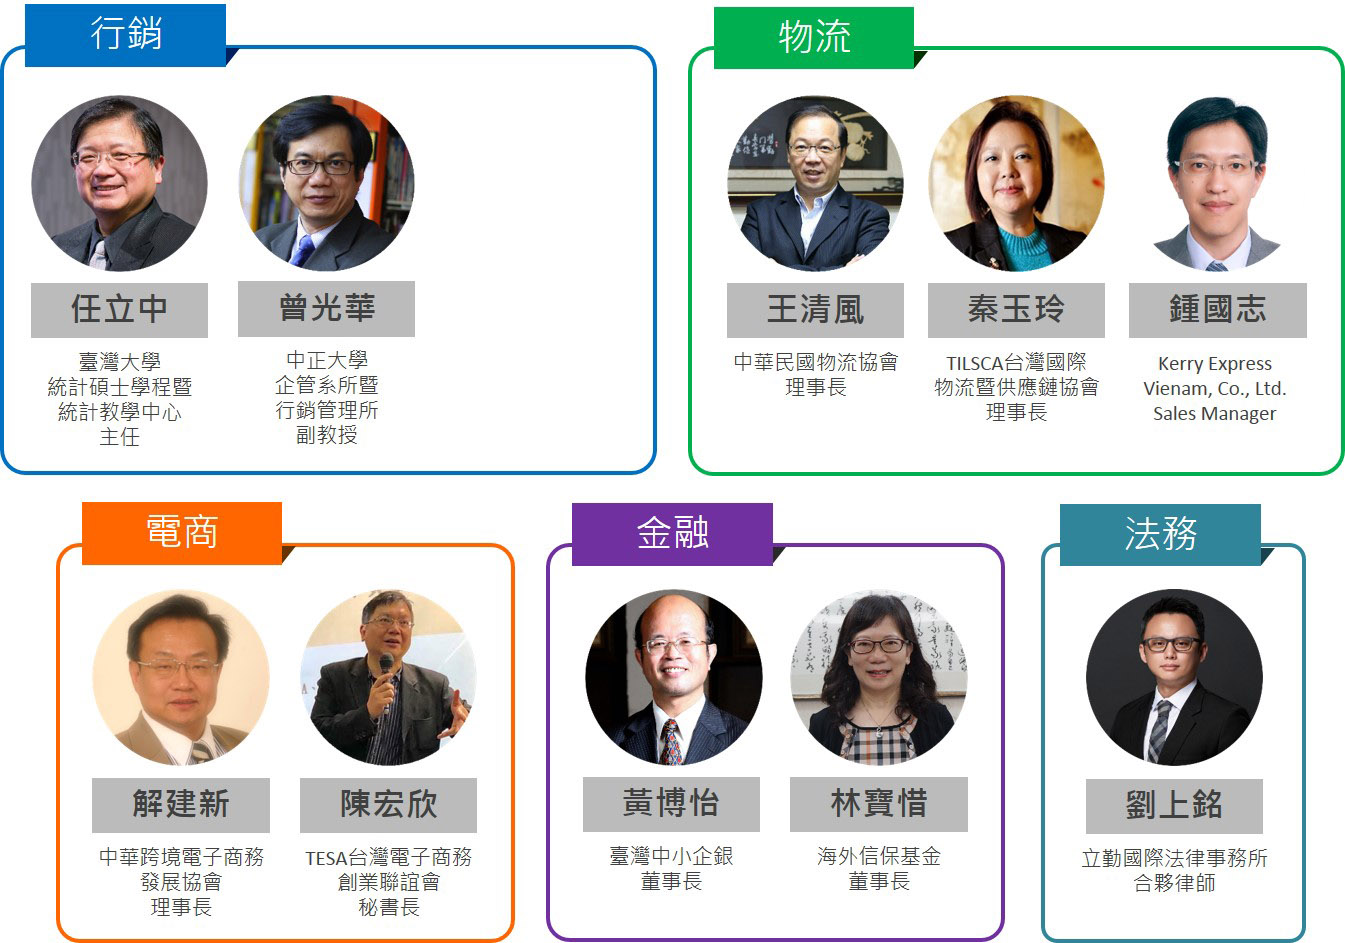 行銷
任立中
臺灣大學
統計碩士學程暨
統計教學中心
主任
曾光華
中正大學
企管系所暨
行銷管理所
副教授
物流
王清風
中華民國物流協會
理事長
秦玉玲
TILSCA台灣國際
物流暨供應鏈協會
理事長
鍾國志
Kerry Express
Vienam, Co., Ltd.
Sales Manager
電商
解建新
中華跨境電子商務
發展協會
理事長
陳宏欣
TESA台灣電子商務
創業聯誼會
秘書長
金融
黃博怡
臺灣中小企銀
董事長
林寶惜
海外信保基金
董事長
法務
劉上銘
立勤國際法律事務所
合夥律師